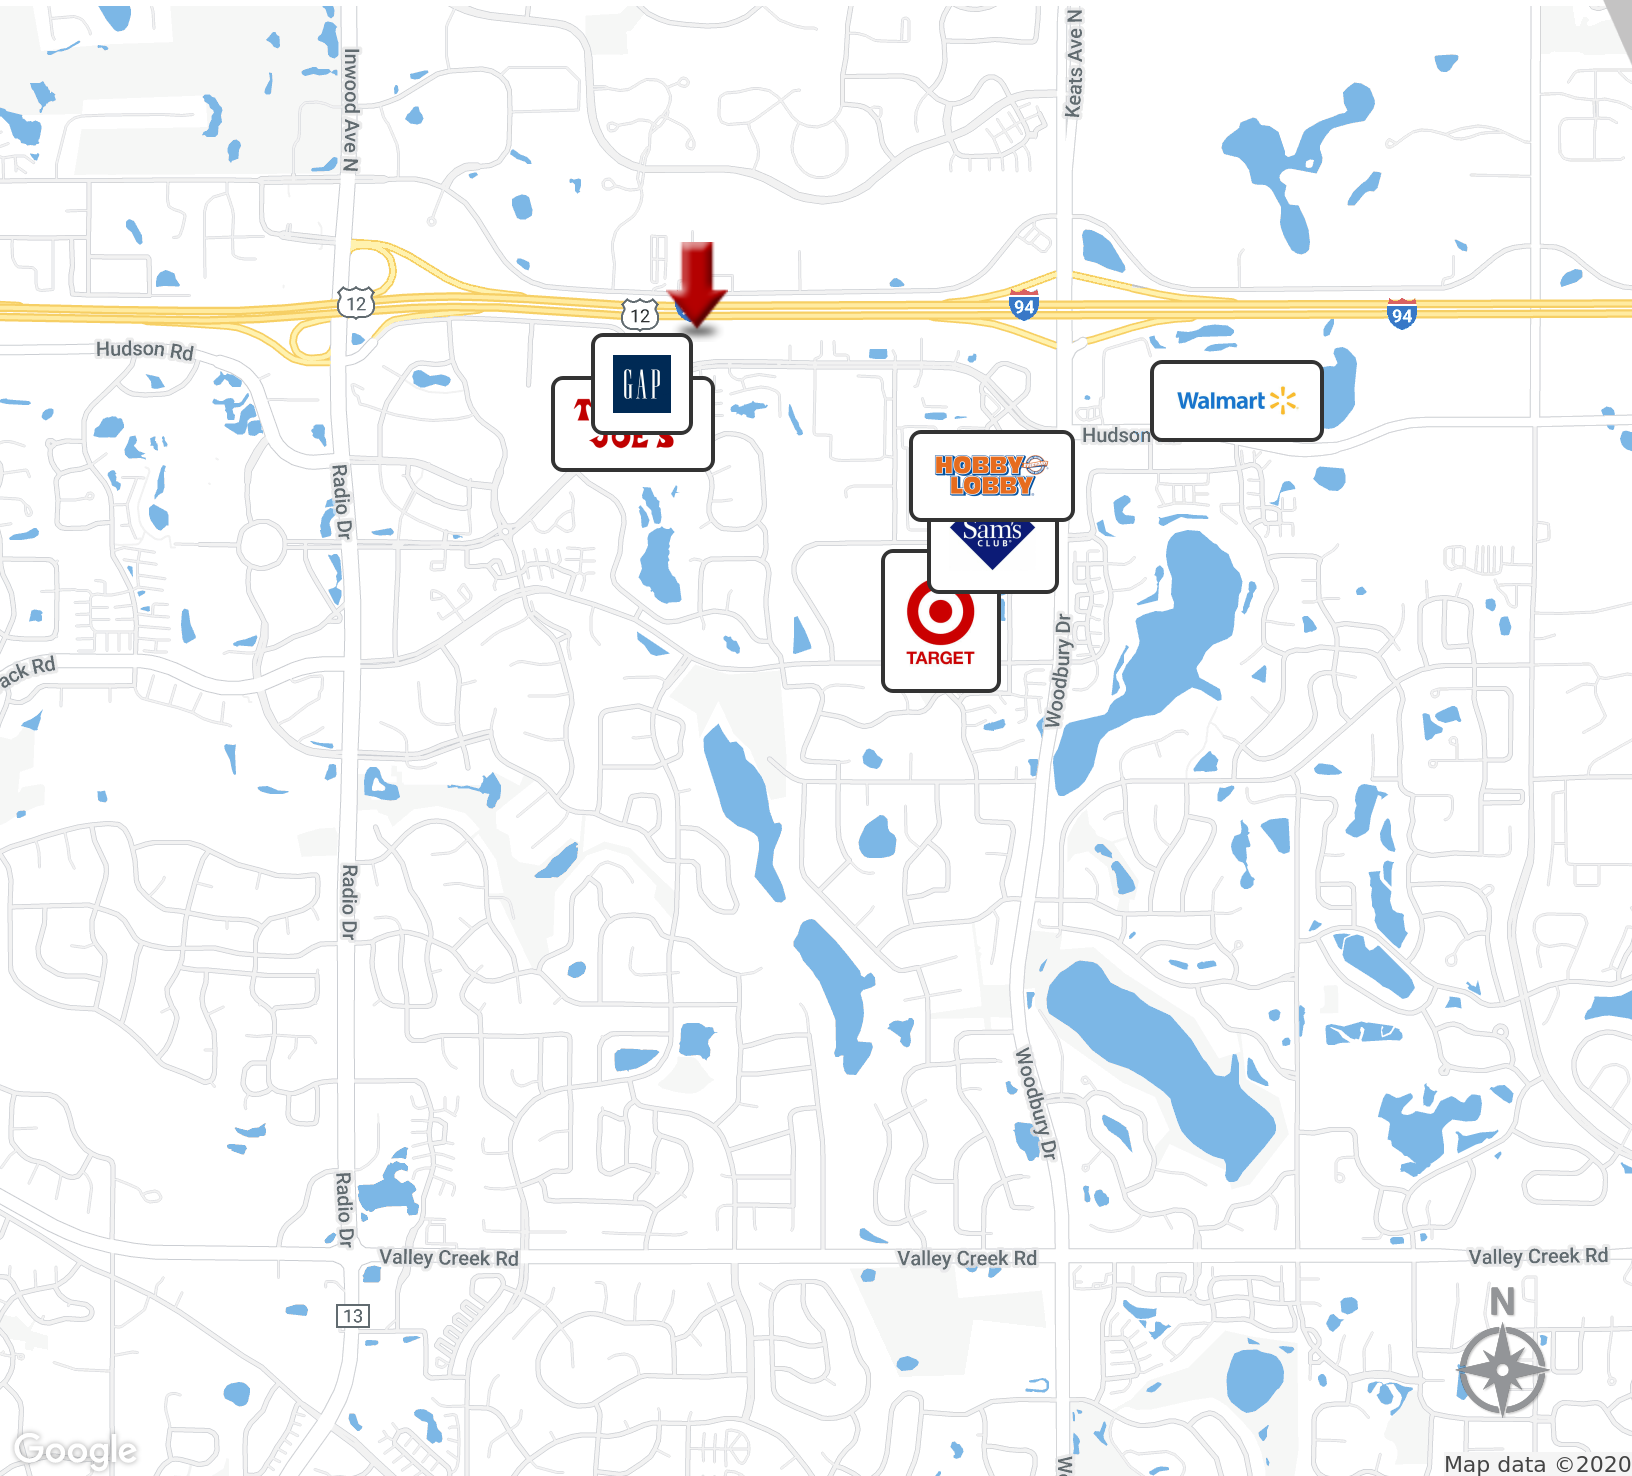 Inwood Ave N
Keats Ave N
12
12
94
94
Hudson Rd
GAP
T
JOE'S
Walmart
Hudson
HOBBY
LOBBY
Radio Dr
Sam's
CLUB
TARGET
Woodbury Dr
ack Rd
Radio Dr
Woodbury Dr
Radio Dr
Valley Creek Rd
Valley Creek Rd
Valley Creek Rd
13
N
Google
Map data ©2020